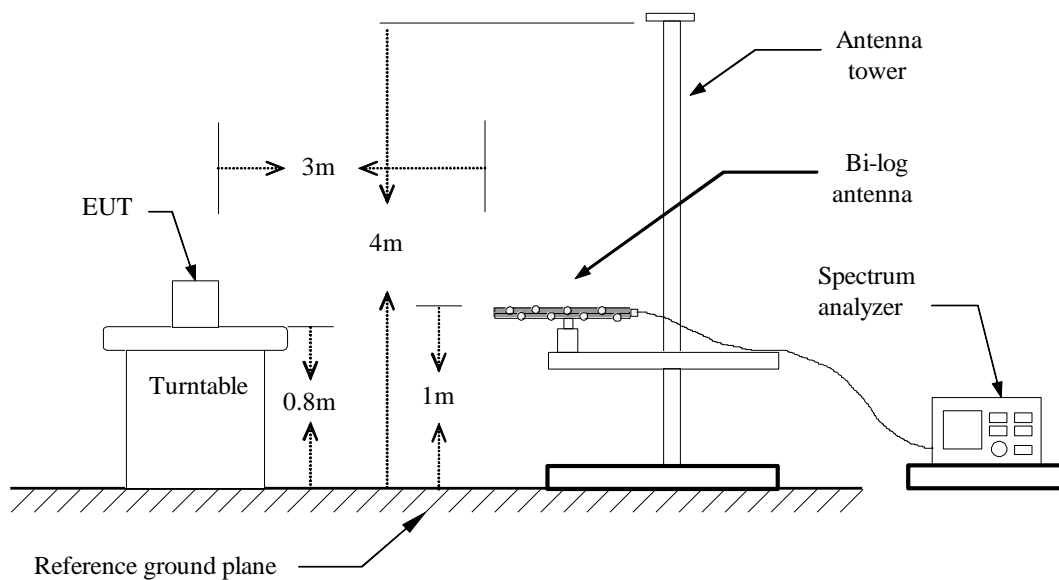 Antenna
tower
3m
Bi-log
antenna
EUT
4m
Spectrum
analyzer
Turntable
0.8m
1m
Reference ground plane